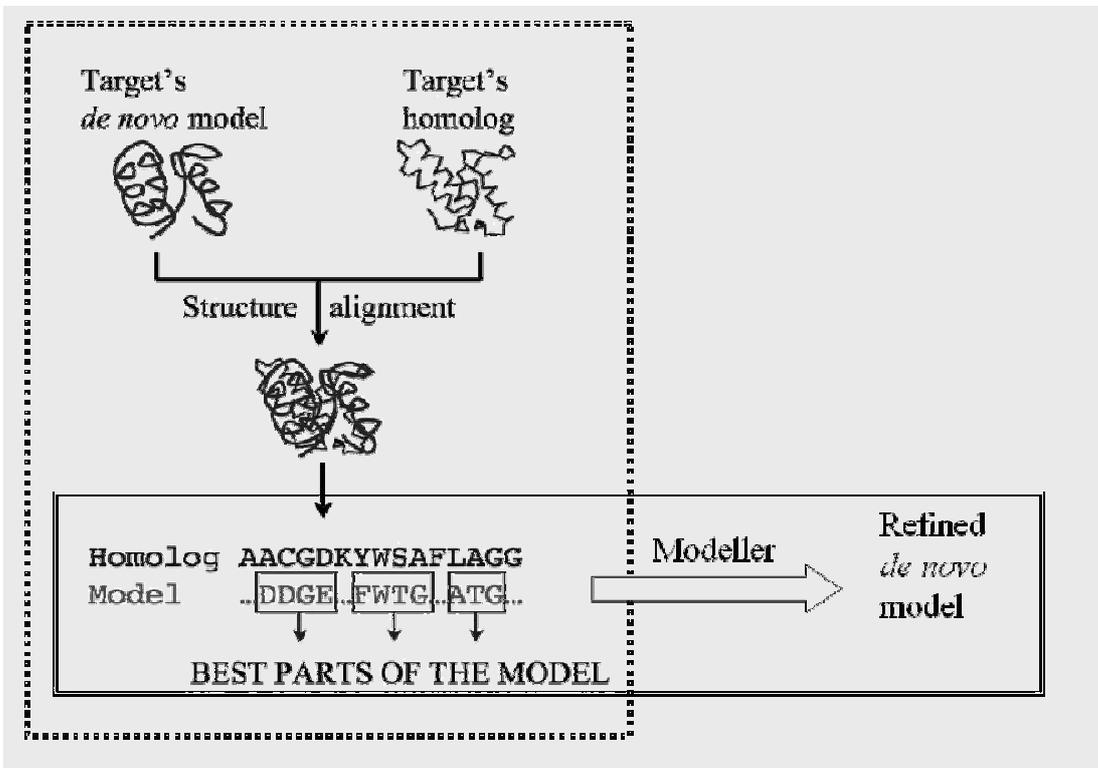 Target's
de novo model
Target's
homolog
Structure alignment
Homolog AACGDKYWSAFLAGG
Model ...DDGE...FWTG...ATG...
BEST PARTS OF THE MODEL
Modeller
Refined
de novo
model